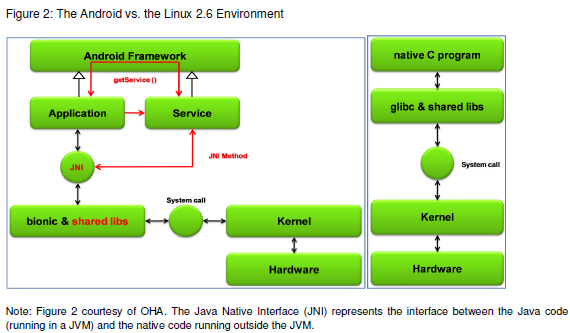 Figure 2: The Android vs. the Linux 2.6 Environment
Android Framework
getService ()
Application
Service
JNI Method
JNI
System call
bionic & shared libs
Kernel
Hardware
native C program
glibc & shared libs
System call
Kernel
Hardware
Note: Figure 2 courtesy of OHA. The Java Native Interface (JNI) represents the interface between the Java code
(running in a JVM) and the native code running outside the JVM.